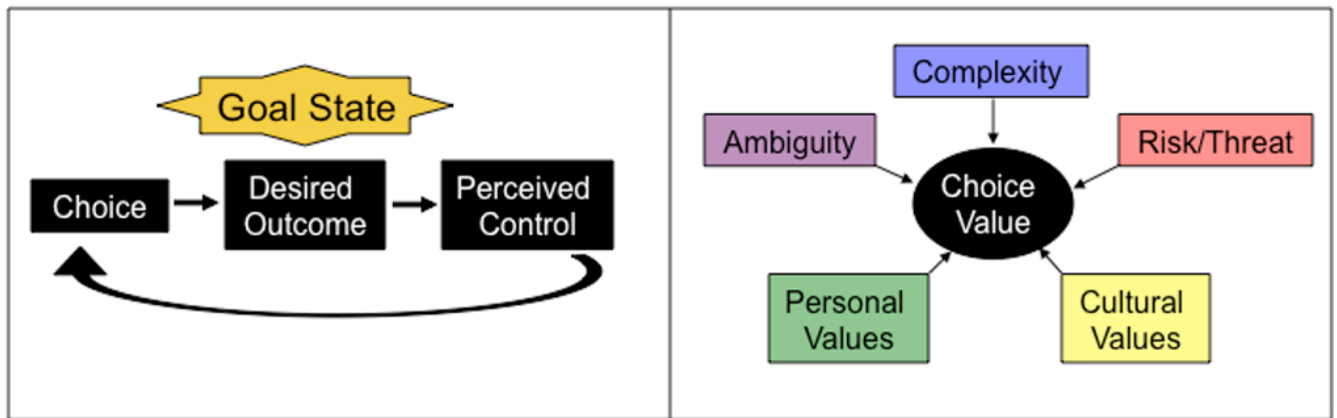 Goal State
Choice
Desired
Outcome
Perceived
Control
Complexity
Ambiguity
Risk/Threat
Choice
Value
Personal
Values
Cultural
Values